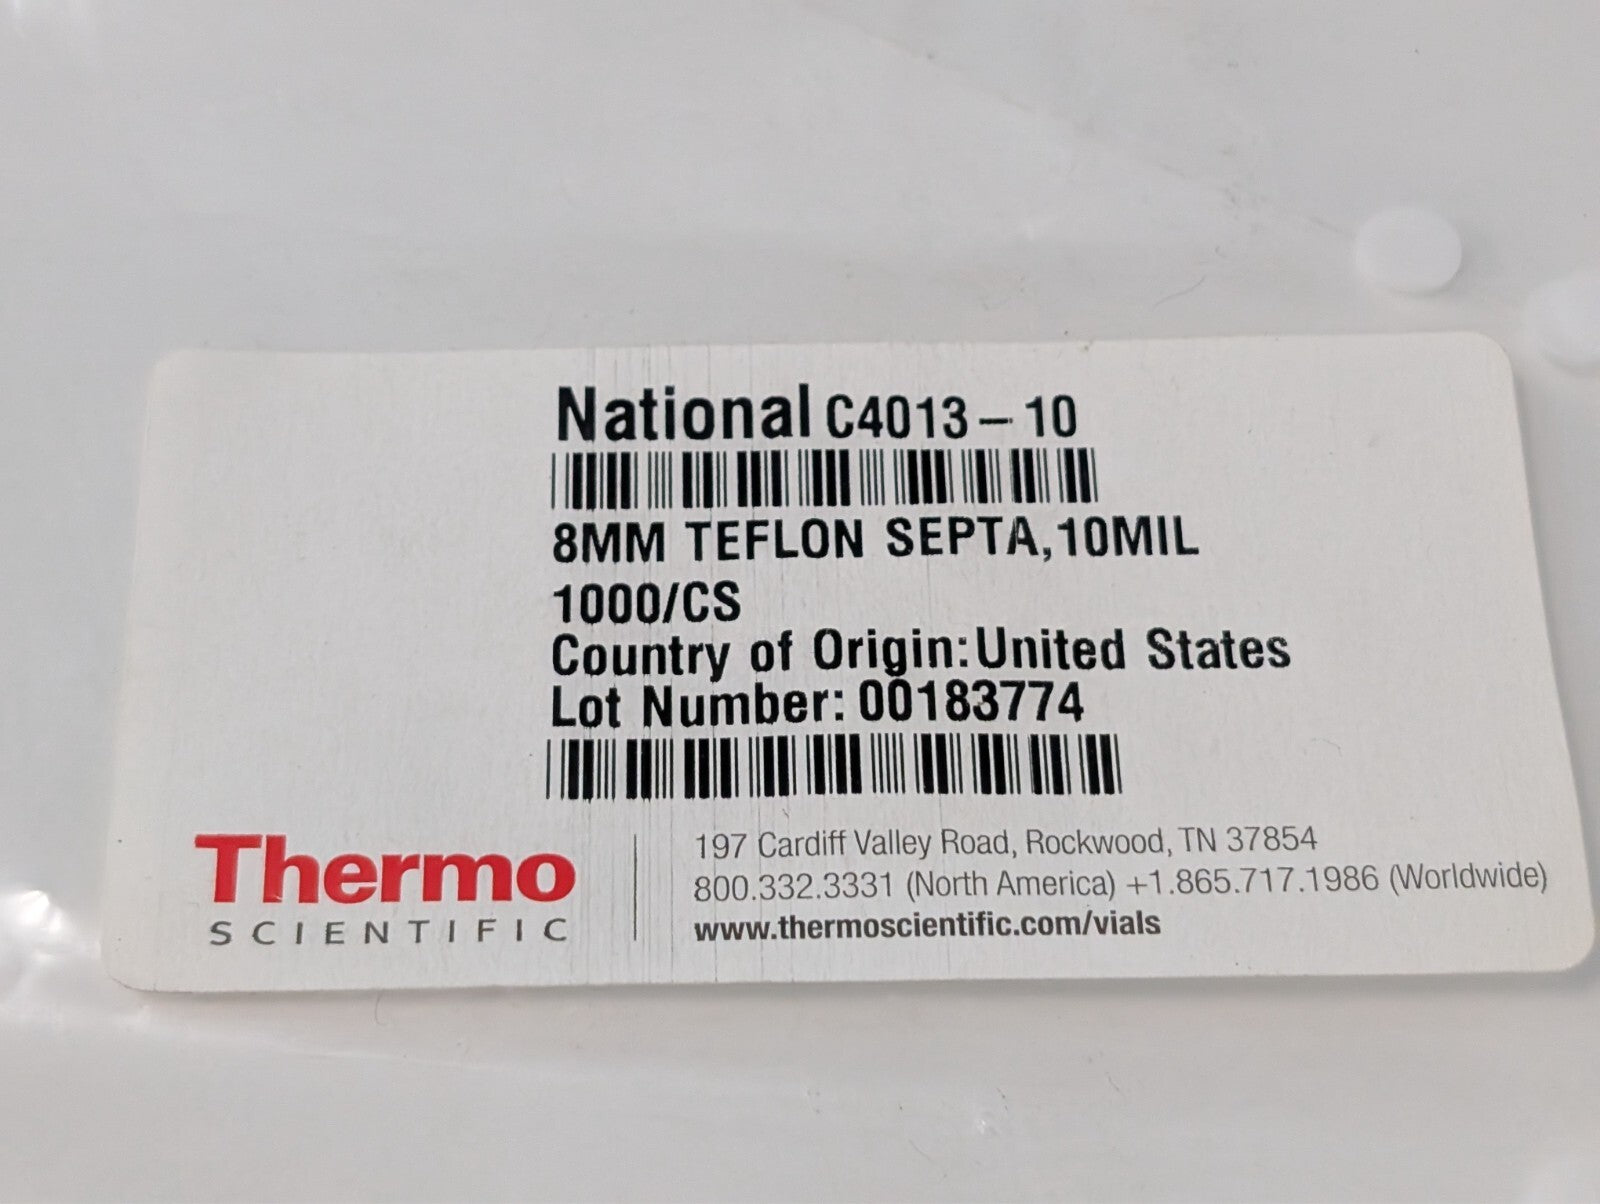 National C4013-10
8MM TEFLON SEPTA,10MIL
1000/CS
Country of Origin:United States
Lot Number: 00183774
Thermo
SCIENTIFIC
197 Cardiff Valley Road, Rockwood, TN 37854
800.332.3331 (North America) +1.865.717.1986 (Worldwide)
www.thermoscientific.com/vials